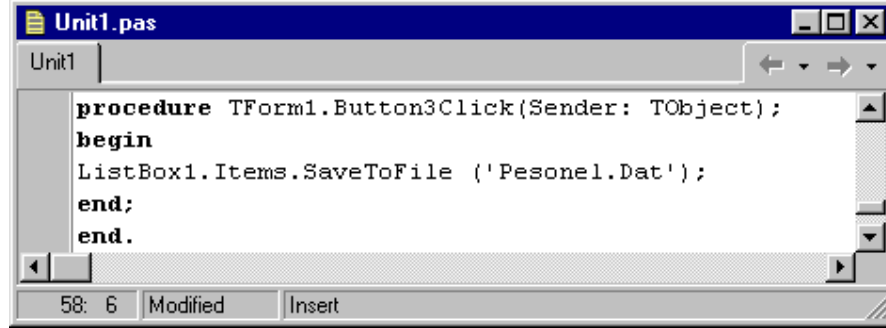 Unit1.pas
Unit1
procedure TForm1.Button3Click(Sender: TObject);
begin
ListBox1.Items.SaveToFile ('Pesonel.Dat');
end;
end.
58: 6 Modified Insert